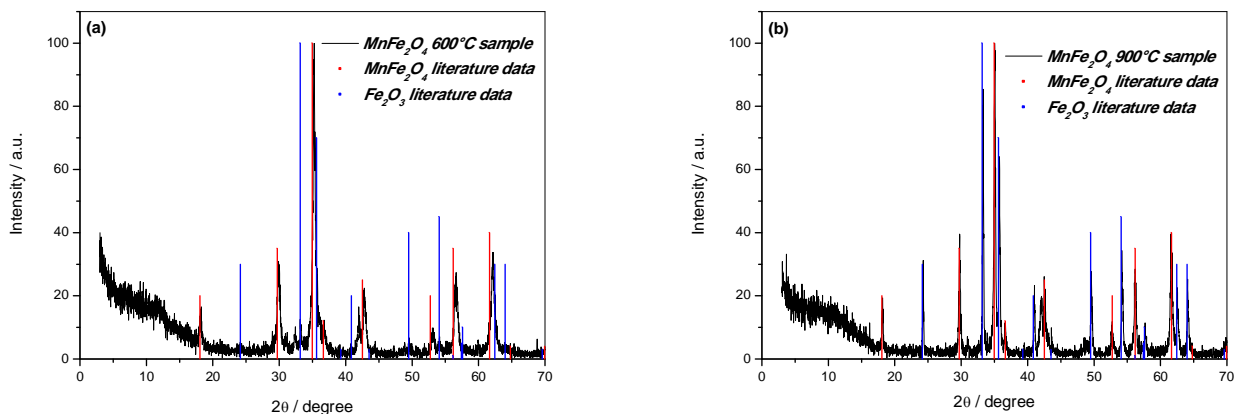 (a)
MnFe₂O₄ 600°C sample
MnFe₂O₄ literature data
Fe₂O₃ literature data
100
80
60
40
20
0
Intensity / a.u.
0 10 20 30 40 50 60 70
2θ / degree
(b)
MnFe₂O₄ 900°C sample
MnFe₂O₄ literature data
Fe₂O₃ literature data
100
80
60
40
20
0
Intensity / a.u.
0 10 20 30 40 50 60 70
2θ / degree